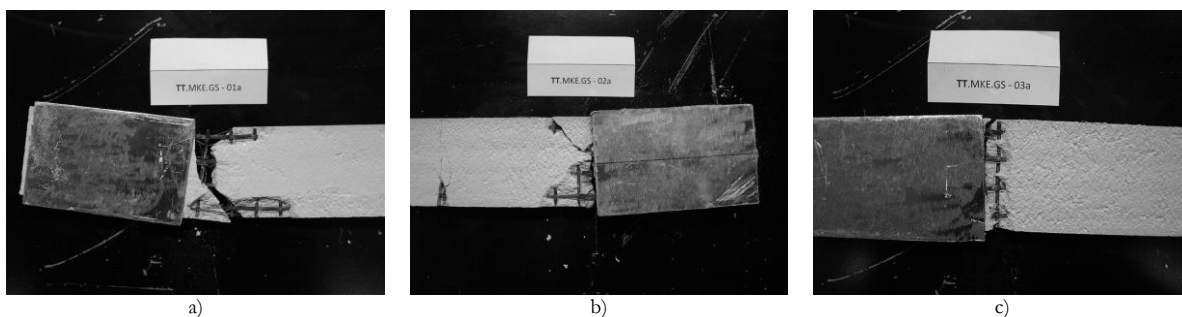 TT.MKE.GS - 01a
TT.MKE.GS - 02a
TT.MKE.GS - 03a
a)
b)
c)